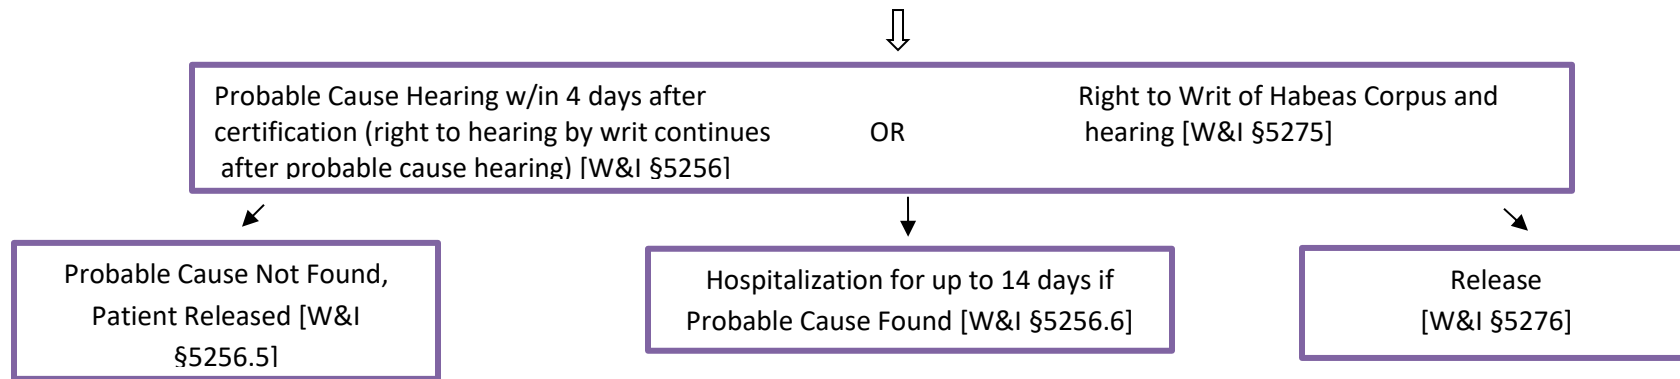 Probable Cause Hearing w/in 4 days after
certification (right to hearing by writ continues
after probable cause hearing) [W&I §5256]
OR
Right to Writ of Habeas Corpus and
hearing [W&I §5275]
Probable Cause Not Found,
Patient Released [W&I
§5256.5]
Hospitalization for up to 14 days if
Probable Cause Found [W&I §5256.6]
Release
[W&I §5276]